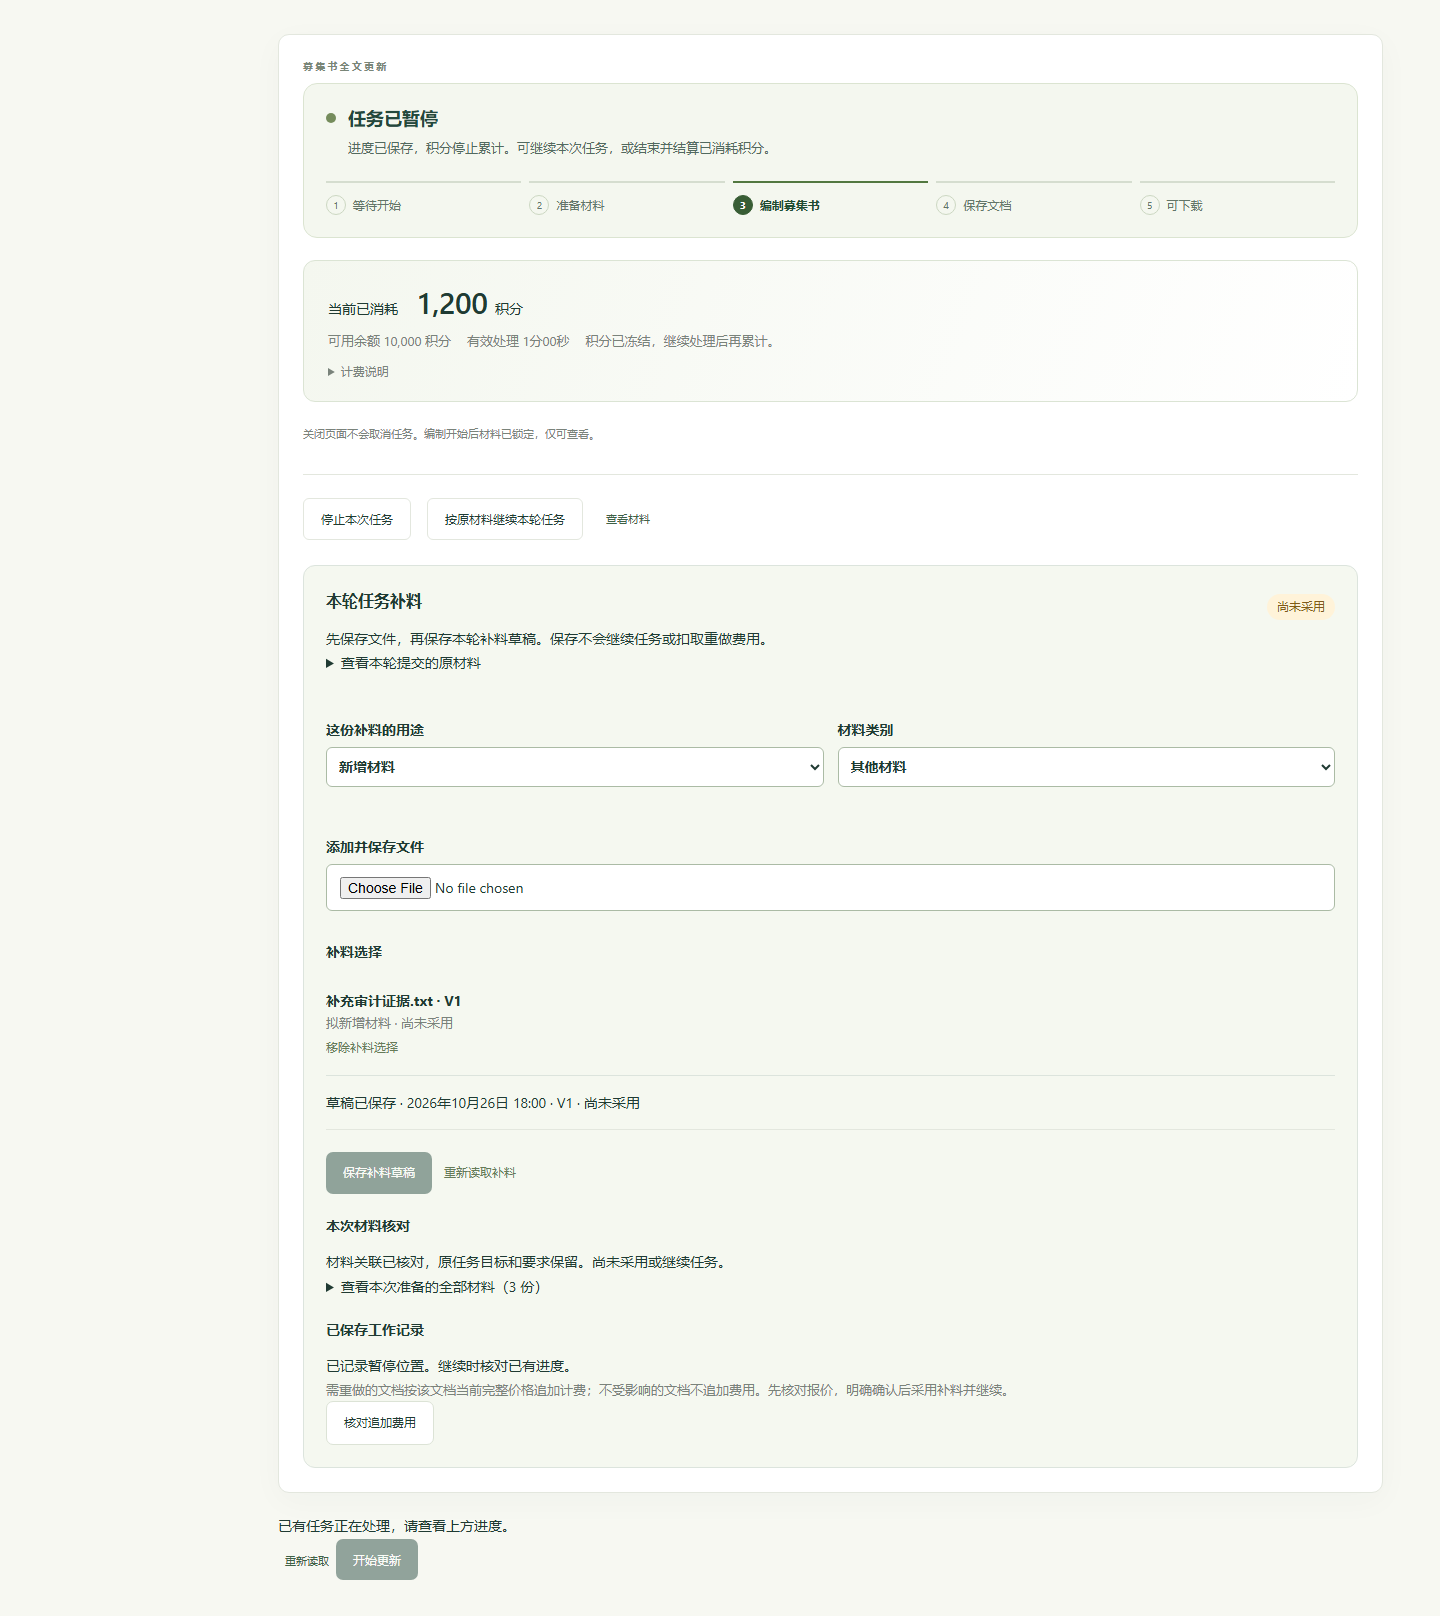 募集书全文更新
任务已暂停
进度已保存，积分停止累计。可继续本次任务，或结束并结算已消耗积分。
1 等待开始
2 准备材料
3 编制募集书
4 保存文档
5 可下载
当前已消耗 1,200 积分
可用余额 10,000 积分 有效处理 1分00秒 积分已冻结，继续处理后再累计。
计费说明
关闭页面不会取消任务。编制开始后材料已锁定，仅可查看。
停止本次任务 按原材料继续本轮任务 查看材料
本轮任务补料
尚未采用
先保存文件，再保存本轮补料草稿。保存不会继续任务或扣取重做费用。
查看本轮提交的原材料
这份补料的用途 材料类别
新增材料 其他材料
添加并保存文件
Choose File No file chosen
补料选择
补充审计证据.txt · V1
拟新增材料 · 尚未采用
移除补料选择
草稿已保存 · 2026年10月26日 18:00 · V1 · 尚未采用
保存补料草稿 重新读取补料
本次材料核对
材料关联已核对，原任务目标和要求保留。尚未采用或继续任务。
查看本次准备的全部材料（3 份）
已保存工作记录
已记录暂停位置。继续时核对已有进度。
需重做的文档按该文档当前完整价格追加计费；不受影响的文档不追加费用。先核对报价，明确确认后采用补料并继续。
核对追加费用
已有任务正在处理，请查看上方进度。
重新读取 开始更新